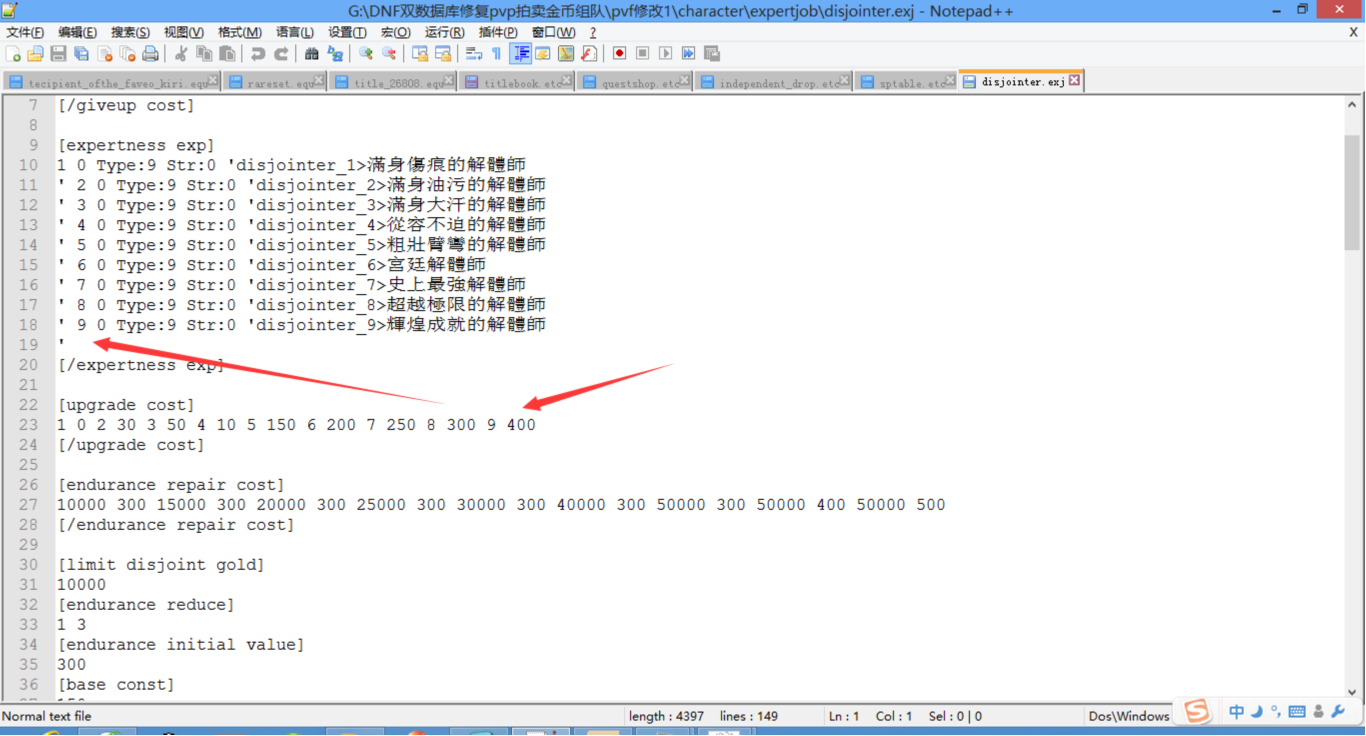 G:\DNF双数据库修复pvp拍卖金币组队\pvf修改1\character\expertjob\disjointer.exj - Notepad++
文件(F) 编辑(E) 搜索(S) 视图(V) 格式(M) 语言(L) 设置(T) 宏(O) 运行(R) 插件(P) 窗口(W) ? X
tecipient_ofthe_faveo_kiri.equ rareset.equ title_26808.equ titlebook.etc questshop.etc independent_drop.etc sptable.etc disjointer.exj
7 [/giveup cost]
8
9 [expertness exp]
10 1 0 Type:9 Str:0 'disjointer_1>滿身傷痕的解體師
11 ' 2 0 Type:9 Str:0 'disjointer_2>滿身油污的解體師
12 ' 3 0 Type:9 Str:0 'disjointer_3>滿身大汗的解體師
13 ' 4 0 Type:9 Str:0 'disjointer_4>從容不迫的解體師
14 ' 5 0 Type:9 Str:0 'disjointer_5>粗壯臂彎的解體師
15 ' 6 0 Type:9 Str:0 'disjointer_6>宮廷解體師
16 ' 7 0 Type:9 Str:0 'disjointer_7>史上最強解體師
17 ' 8 0 Type:9 Str:0 'disjointer_8>超越極限的解體師
18 ' 9 0 Type:9 Str:0 'disjointer_9>輝煌成就的解體師
19 '
20 [/expertness exp]
21
22 [upgrade cost]
23 1 0 2 30 3 50 4 10 5 150 6 200 7 250 8 300 9 400
24 [/upgrade cost]
25
26 [endurance repair cost]
27 10000 300 15000 300 20000 300 25000 300 30000 300 40000 300 50000 300 50000 400 50000 500
28 [/endurance repair cost]
29
30 [limit disjoint gold]
31 10000
32 [endurance reduce]
33 1 3
34 [endurance initial value]
35 300
36 [base const]
Normal text file length : 4397 lines : 149 Ln : 1 Col : 1 Sel : 0 | 0 Dos\Windows S 中